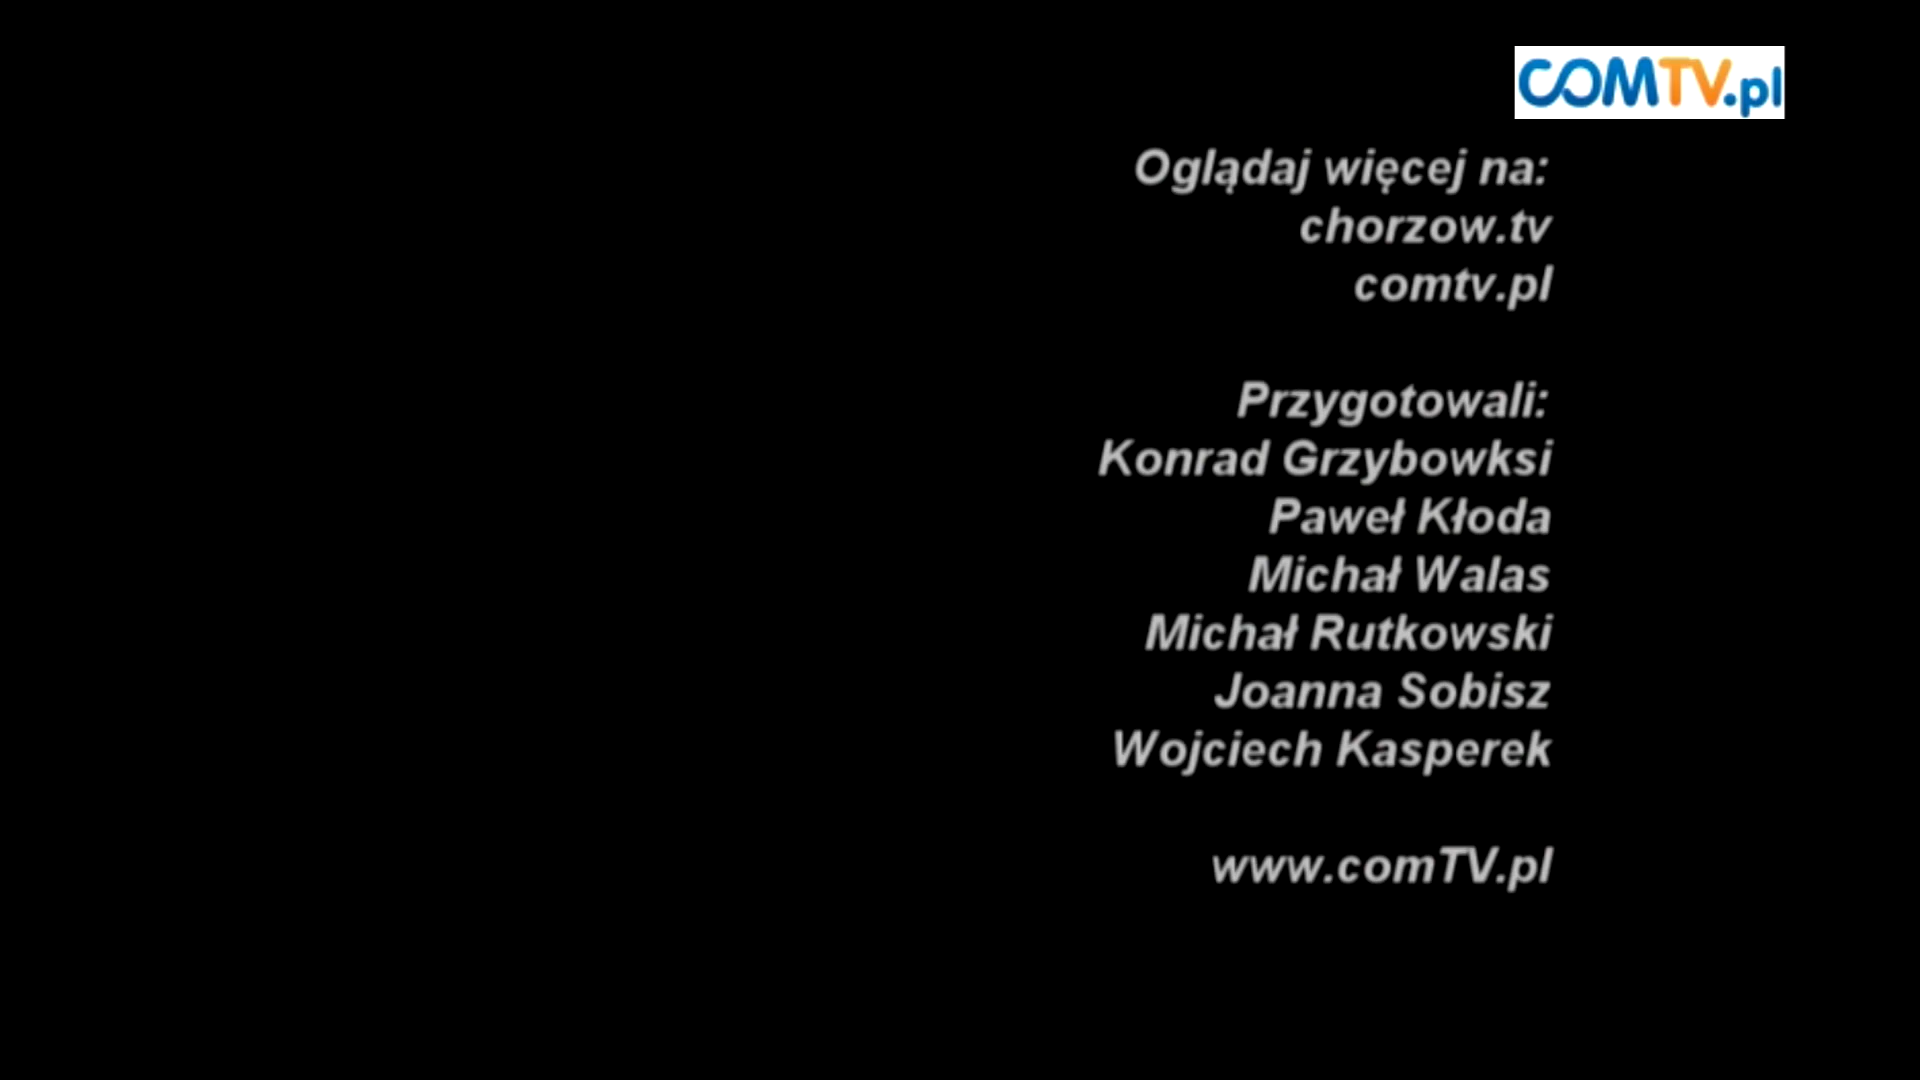 COMTV.pl
Oglądaj więcej na:
chorzow.tv
comtv.pl
Przygotowali:
Konrad Grzybowksi
Paweł Kłoda
Michał Walas
Michał Rutkowski
Joanna Sobisz
Wojciech Kasperek
www.comTV.pl